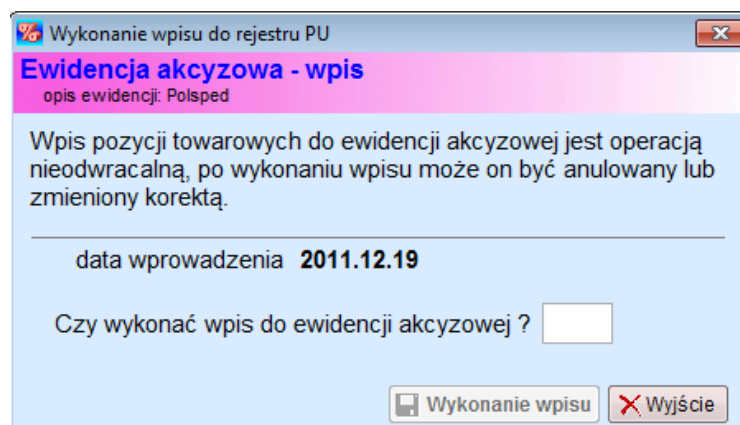 Wykonanie wpisu do rejestru PU
Ewidencja akcyzowa - wpis
opis ewidencji: Polsped
Wpis pozycji towarowych do ewidencji akcyzowej jest operacją
nieodwracalną, po wykonaniu wpisu może on być anulowany lub
zmieniony korektą.
data wprowadzenia 2011.12.19
Czy wykonać wpis do ewidencji akcyzowej ?
Wykonanie wpisu Wyjście